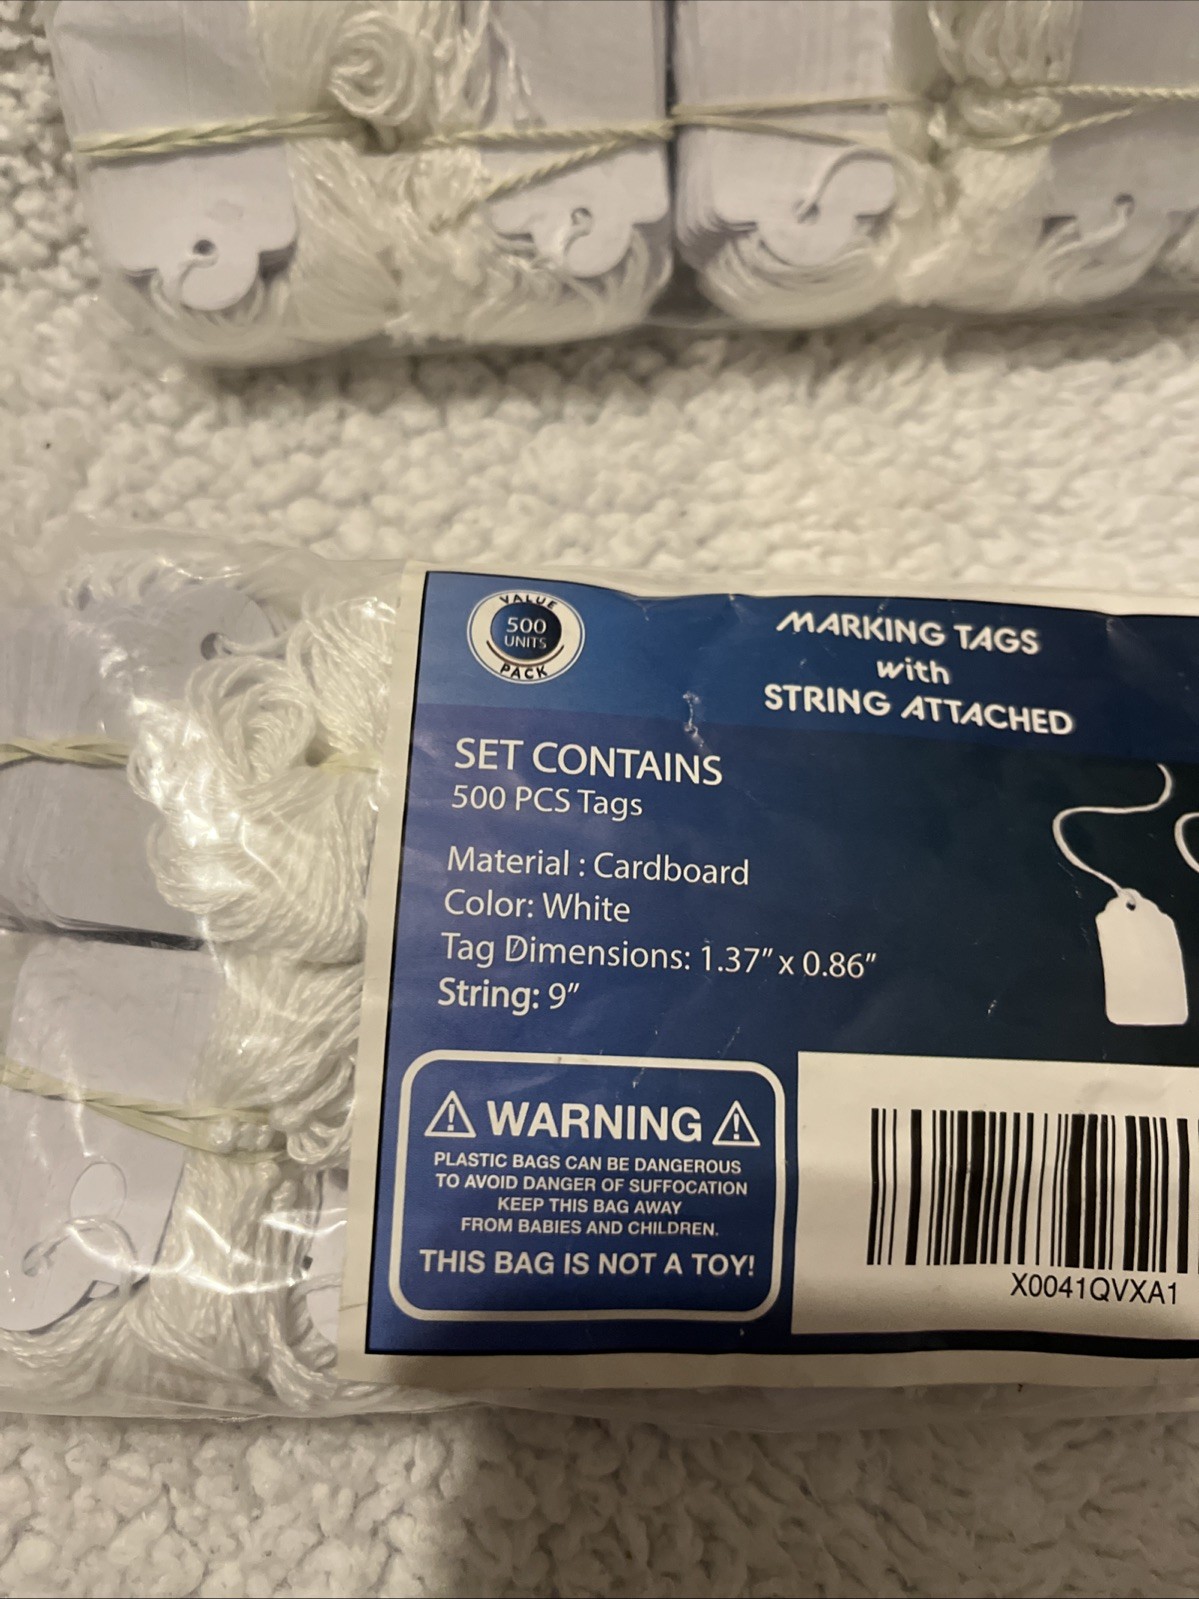 VALUE
500
UNITS
PACK
MARKING TAGS
with
STRING ATTACHED
SET CONTAINS
500 PCS Tags
Material : Cardboard
Color: White
Tag Dimensions: 1.37” x 0.86”
String: 9”
WARNING
PLASTIC BAGS CAN BE DANGEROUS
TO AVOID DANGER OF SUFFOCATION
KEEP THIS BAG AWAY
FROM BABIES AND CHILDREN.
THIS BAG IS NOT A TOY!
X0041QVXA1